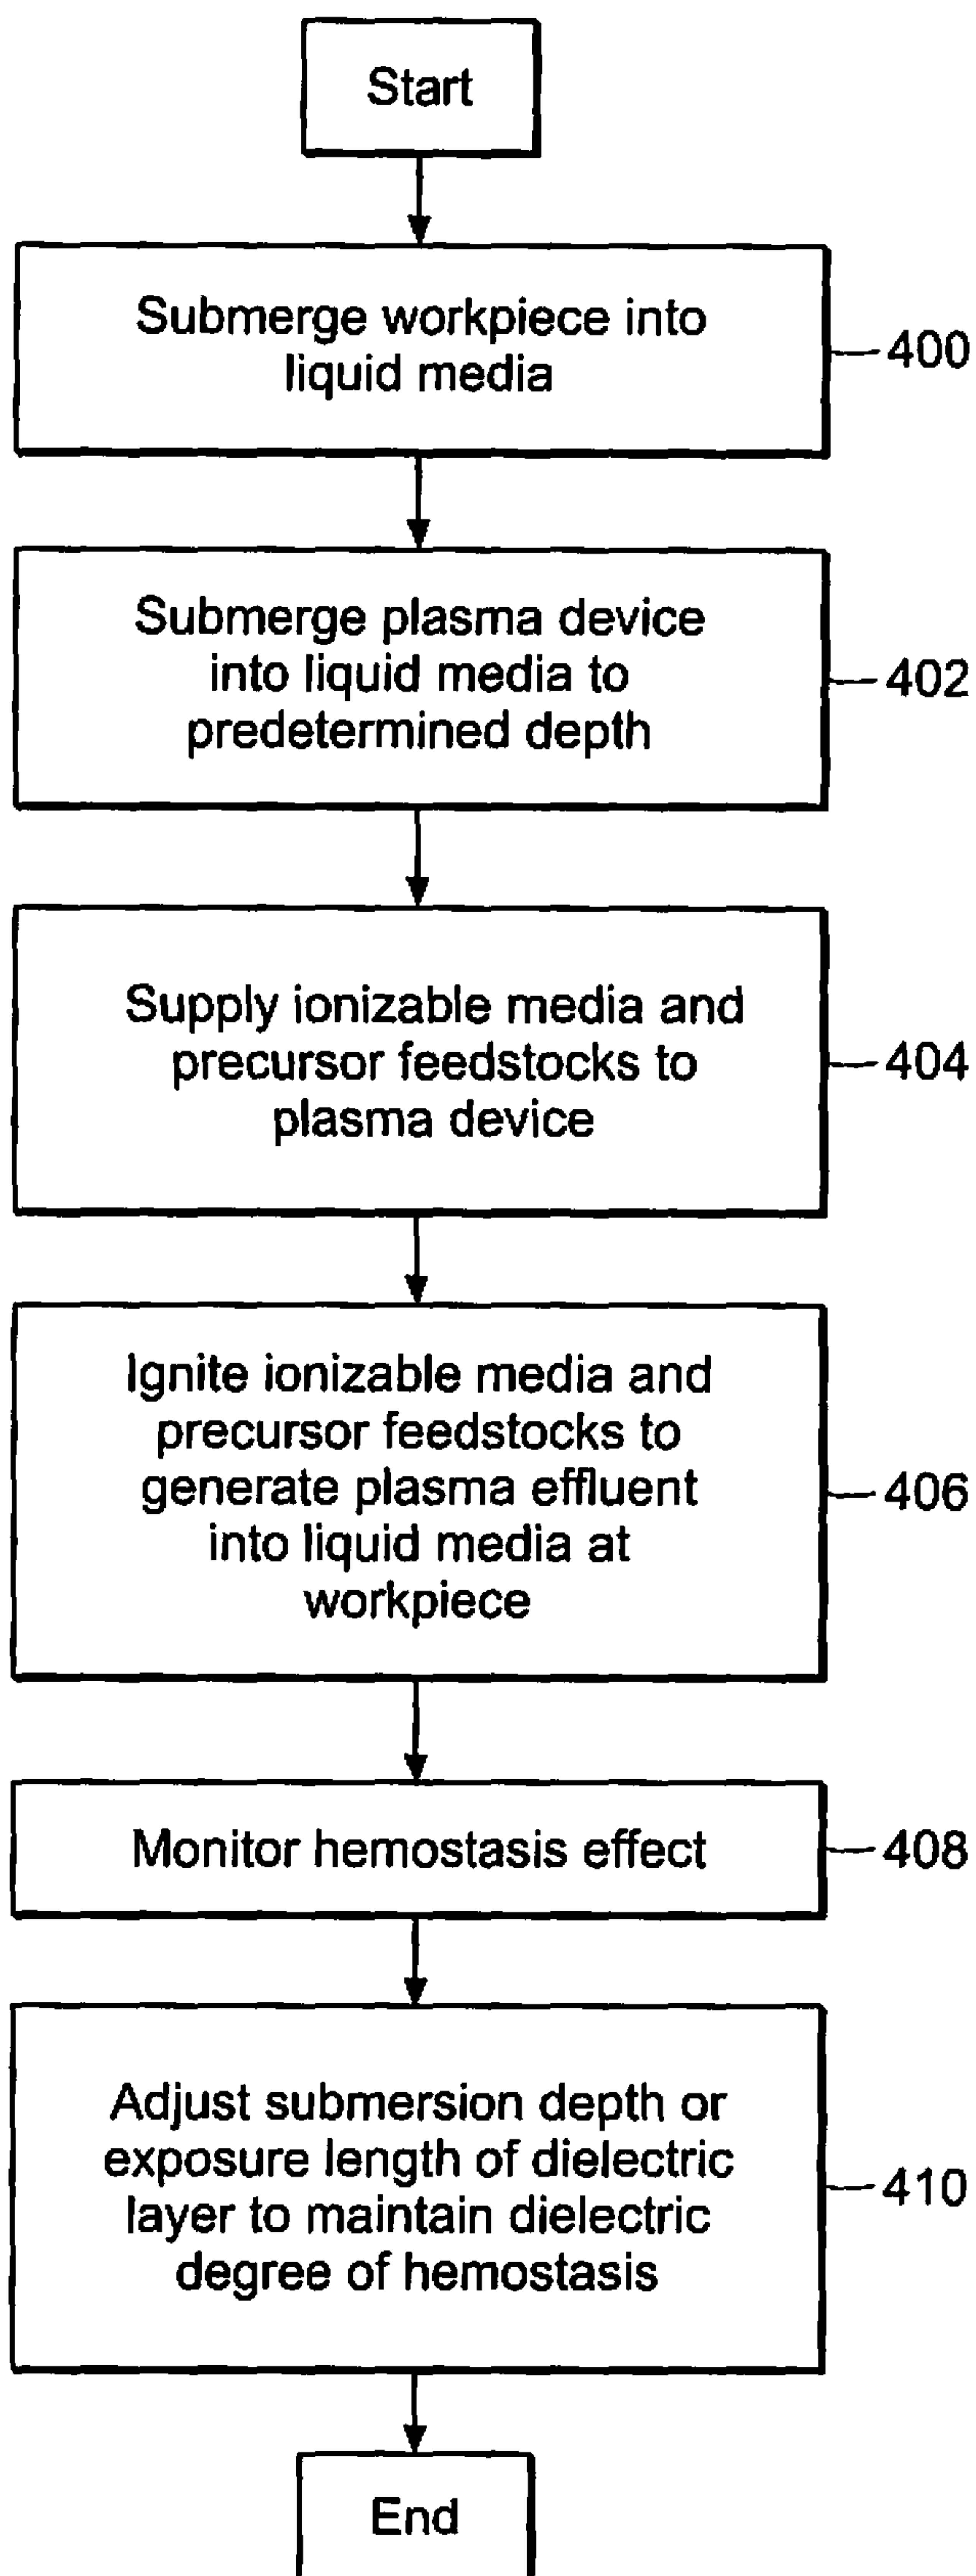 Start
Submerge workpiece into
liquid media
400
Submerge plasma device
into liquid media to
predetermined depth
402
Supply ionizable media and
precursor feedstocks to
plasma device
404
Ignite ionizable media and
precursor feedstocks to
generate plasma effluent
into liquid media at
workpiece
406
Monitor hemostasis effect
408
Adjust submersion depth or
exposure length of dielectric
layer to maintain dielectric
degree of hemostasis
410
End